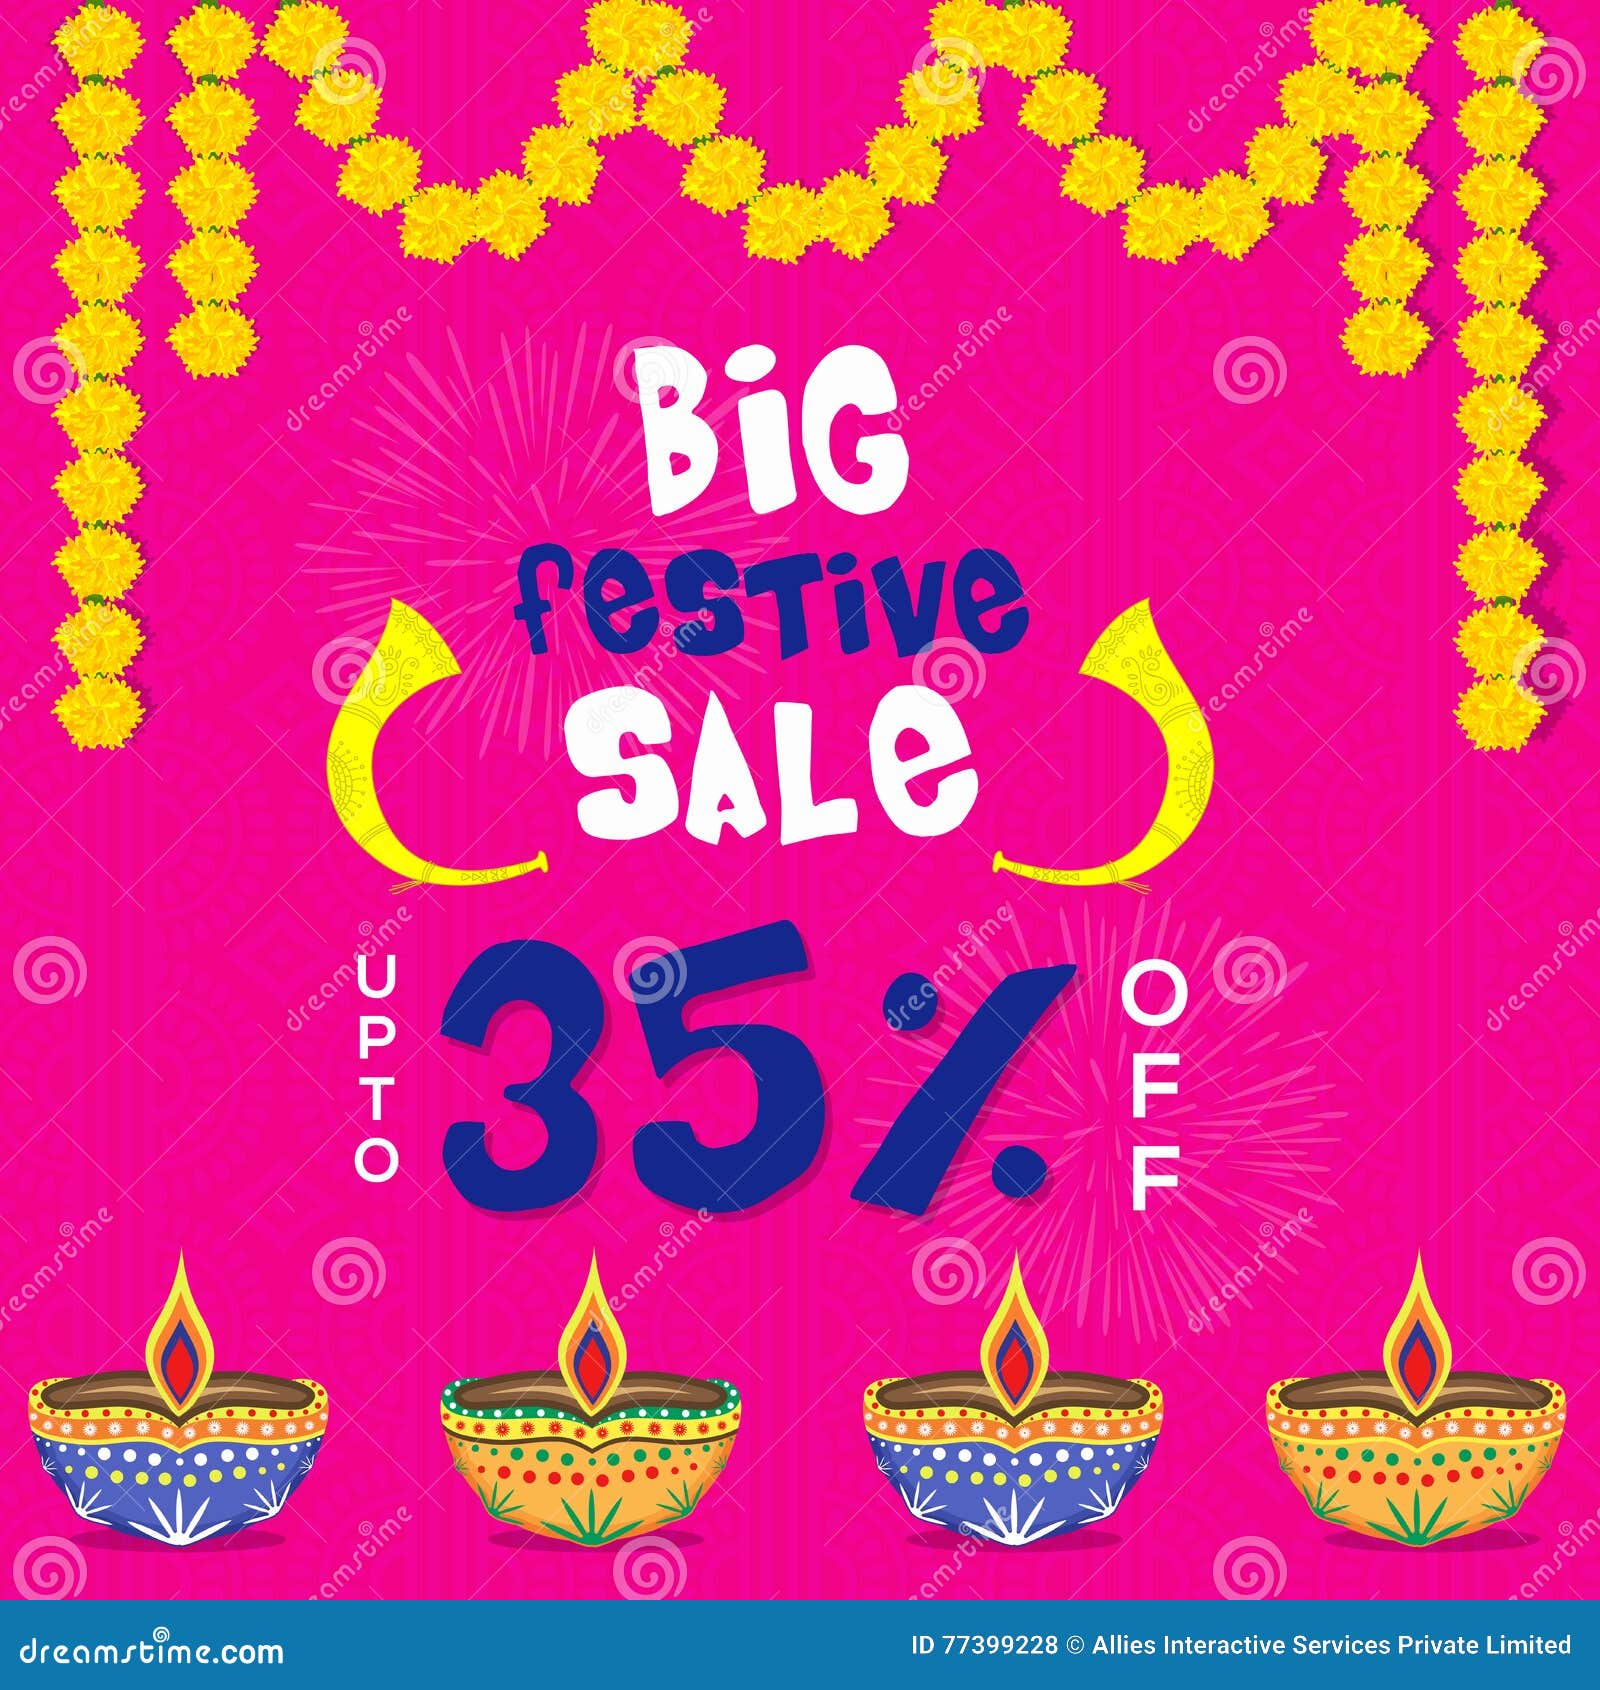 BiG
FeSTiVe
SALe
UPTO
35%
OFF
dreamstime.com
ID 77399228 © Allies Interactive Services Private Limited